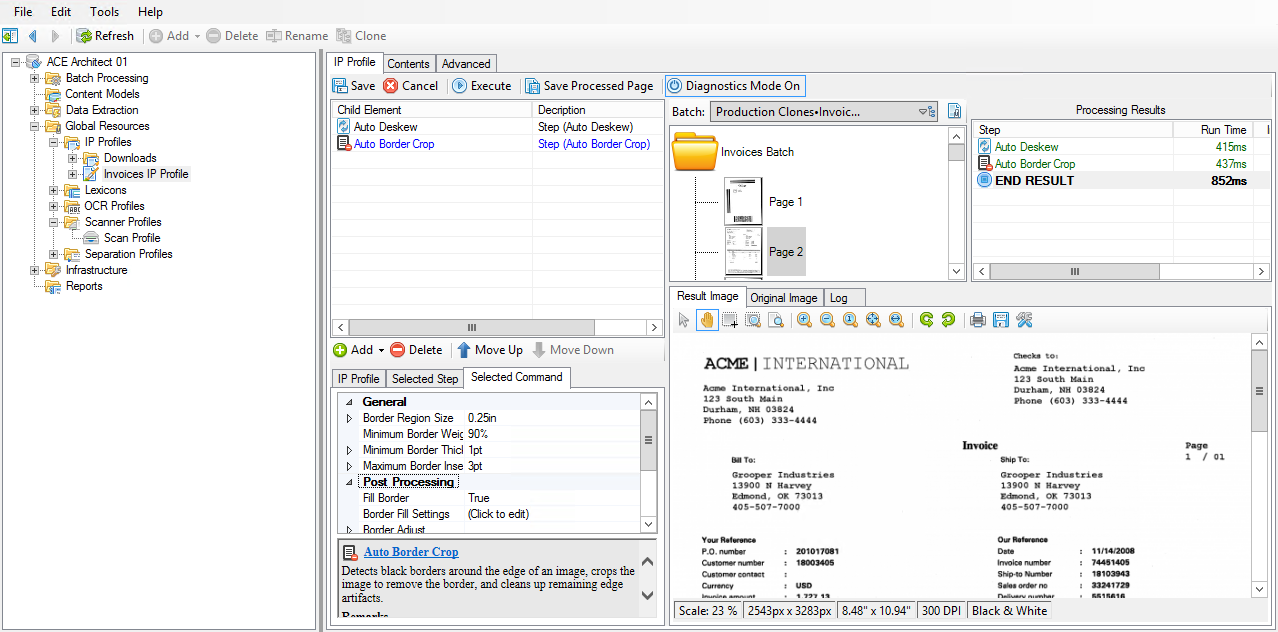 File Edit Tools Help
Refresh Add Delete Rename Clone
ACE Architect 01
Batch Processing
Content Models
Data Extraction
Global Resources
IP Profiles
Downloads
Invoices IP Profile
Lexicons
OCR Profiles
Scanner Profiles
Scan Profile
Separation Profiles
Infrastructure
Reports
IP Profile Contents Advanced
Save Cancel Execute Save Processed Page Diagnostics Mode On
Child Element Decription
Auto Deskew Step (Auto Deskew)
Auto Border Crop Step (Auto Border Crop)
Add Delete Move Up Move Down
IP Profile Selected Step Selected Command
General
Border Region Size 0.25in
Minimum Border Weig 90%
Minimum Border Thicl 1pt
Maximum Border Inse 3pt
Post Processing
Fill Border True
Border Fill Settings (Click to edit)
Border Adjust
Auto Border Crop
Detects black borders around the edge of an image, crops the
image to remove the border, and cleans up remaining edge
artifacts.
Remarks
Batch: Production Clones•Invoic...
Invoices Batch
Page 1
Page 2
Processing Results
Step Run Time
Auto Deskew 415ms
Auto Border Crop 437ms
END RESULT 852ms
Result Image Original Image Log
ACME | INTERNATIONAL
Acme International, Inc
123 South Main
Durham, NH 03824
Phone (603) 333-4444
Checks to:
Acme International, Inc
123 South Main
Durham, NH 03824
Phone (603) 333-4444
Invoice
Page
1 / 01
Bill To:
Grooper Industries
13900 N Harvey
Edmond, OK 73013
405-507-7000
Ship To:
Grooper Industries
13900 N Harvey
Edmond, OK 73013
405-507-7000
Your Reference
P.O. number : 201017081
Customer number : 18003405
Customer contact :
Currency : USD
Invoice amount : 1,727.13
Our Reference
Date : 11/14/2008
Invoice number : 74451405
Ship-to Number : 18103943
Sales order no : 33241729
Delivery number : 5515616
Scale: 23 % 2543px x 3283px 8.48" x 10.94" 300 DPI Black & White